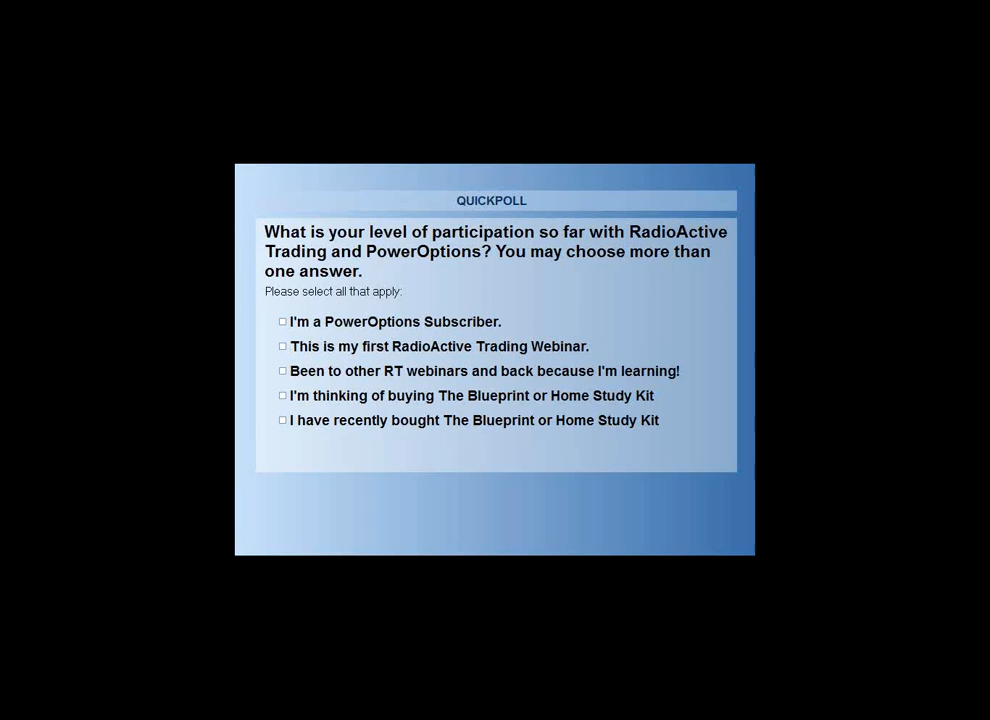 QUICKPOLL
What is your level of participation so far with RadioActive
Trading and PowerOptions? You may choose more than
one answer.
Please select all that apply:
I'm a PowerOptions Subscriber.
This is my first RadioActive Trading Webinar.
Been to other RT webinars and back because I'm learning!
I'm thinking of buying The Blueprint or Home Study Kit
I have recently bought The Blueprint or Home Study Kit